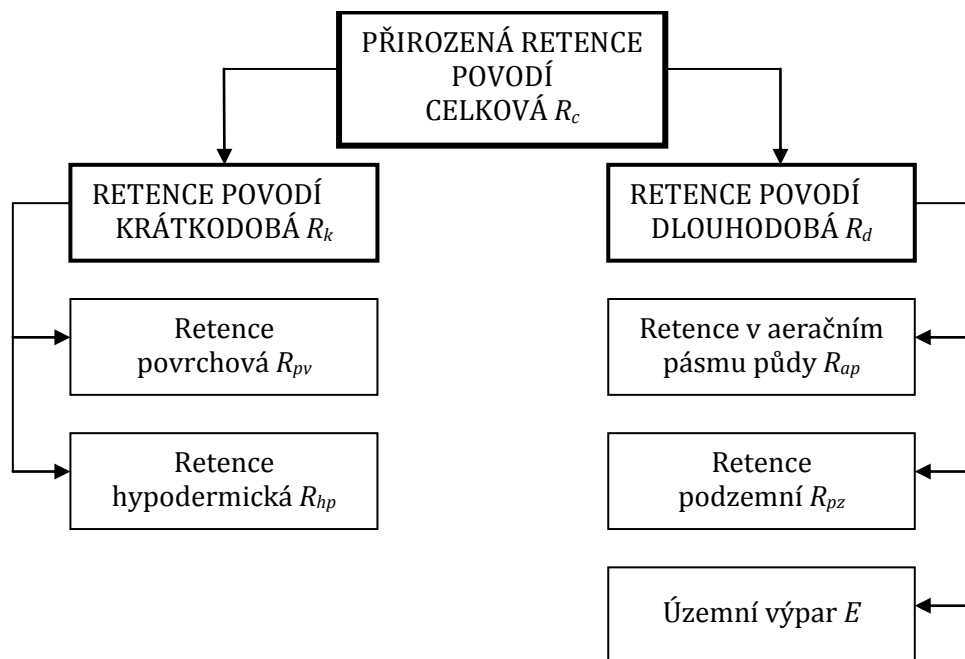 PŘIROZENÁ RETENCE
POVODÍ
CELKOVÁ Rc
RETENCE POVODÍ
KRÁTKODOBÁ Rk
RETENCE POVODÍ
DLOUHODOBÁ Rd
Retence
povrchová Rpv
Retence v aeračním
pásmu půdy Rap
Retence
hypodermická Rhp
Retence
podzemní Rpz
Územní výpar E